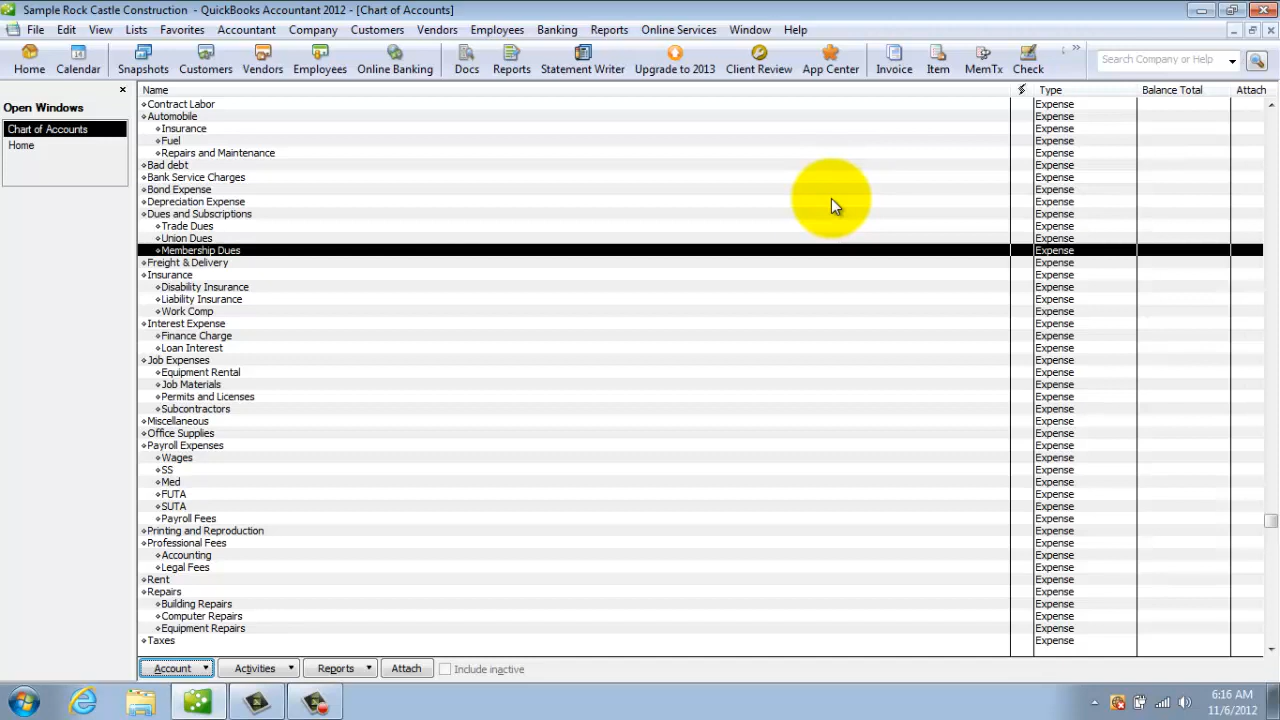 Sample Rock Castle Construction - QuickBooks Accountant 2012 - [Chart of Accounts]
File Edit View Lists Favorites Accountant Company Customers Vendors Employees Banking Reports Online Services Window Help
Home Calendar Snapshots Customers Vendors Employees Online Banking Docs Reports Statement Writer Upgrade to 2013 Client Review App Center Invoice Item MemTx Check Search Company or Help
Open Windows
Chart of Accounts
Home
Name Type Balance Total Attach
Contract Labor Expense
Automobile Expense
Insurance Expense
Fuel Expense
Repairs and Maintenance Expense
Bad debt Expense
Bank Service Charges Expense
Bond Expense Expense
Depreciation Expense Expense
Dues and Subscriptions Expense
Trade Dues Expense
Union Dues Expense
Membership Dues Expense
Freight & Delivery Expense
Insurance Expense
Disability Insurance Expense
Liability Insurance Expense
Work Comp Expense
Interest Expense Expense
Finance Charge Expense
Loan Interest Expense
Job Expenses Expense
Equipment Rental Expense
Job Materials Expense
Permits and Licenses Expense
Subcontractors Expense
Miscellaneous Expense
Office Supplies Expense
Payroll Expenses Expense
Wages Expense
SS Expense
Med Expense
FUTA Expense
SUTA Expense
Payroll Fees Expense
Printing and Reproduction Expense
Professional Fees Expense
Accounting Expense
Legal Fees Expense
Rent Expense
Repairs Expense
Building Repairs Expense
Computer Repairs Expense
Equipment Repairs Expense
Taxes Expense
Account Activities Reports Attach Include inactive
6:16 AM
11/6/2012